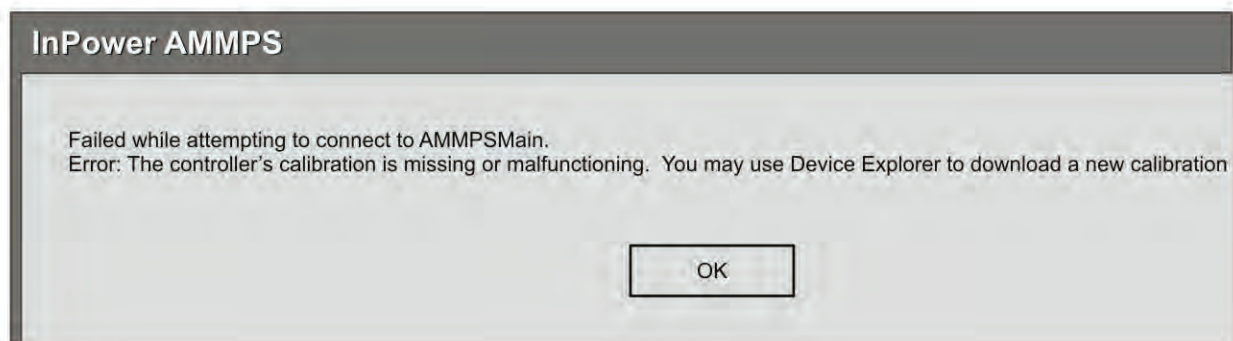 InPower AMMPS
Failed while attempting to connect to AMMPSMain.
Error: The controller's calibration is missing or malfunctioning. You may use Device Explorer to download a new calibration
OK